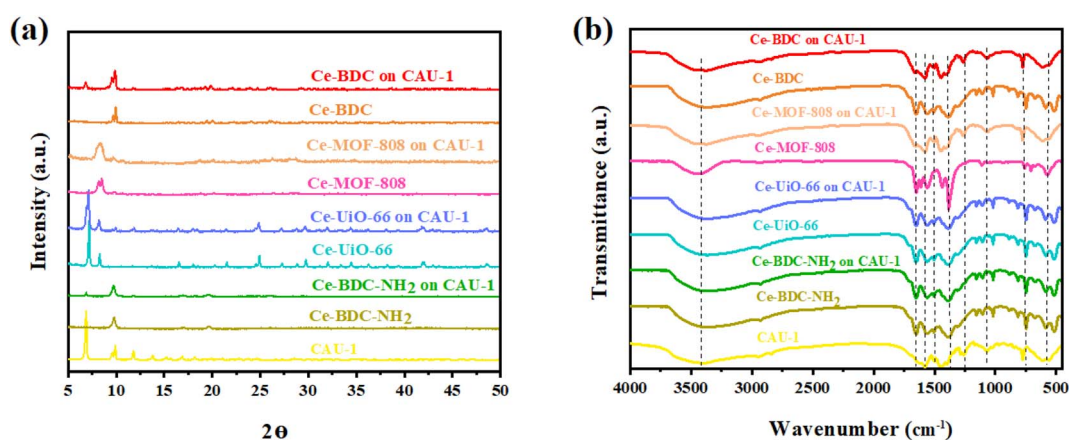 (a)
Intensity (a.u.)
Ce-BDC on CAU-1
Ce-BDC
Ce-MOF-808 on CAU-1
Ce-MOF-808
Ce-UiO-66 on CAU-1
Ce-UiO-66
Ce-BDC-NH2 on CAU-1
Ce-BDC-NH2
CAU-1
5 10 15 20 25 30 35 40 45 50
2ɵ
(b)
Transmittance (a.u.)
Ce-BDC on CAU-1
Ce-BDC
Ce-MOF-808 on CAU-1
Ce-MOF-808
Ce-UiO-66 on CAU-1
Ce-UiO-66
Ce-BDC-NH2 on CAU-1
Ce-BDC-NH2
CAU-1
4000 3500 3000 2500 2000 1500 1000 500
Wavenumber (cm-1)